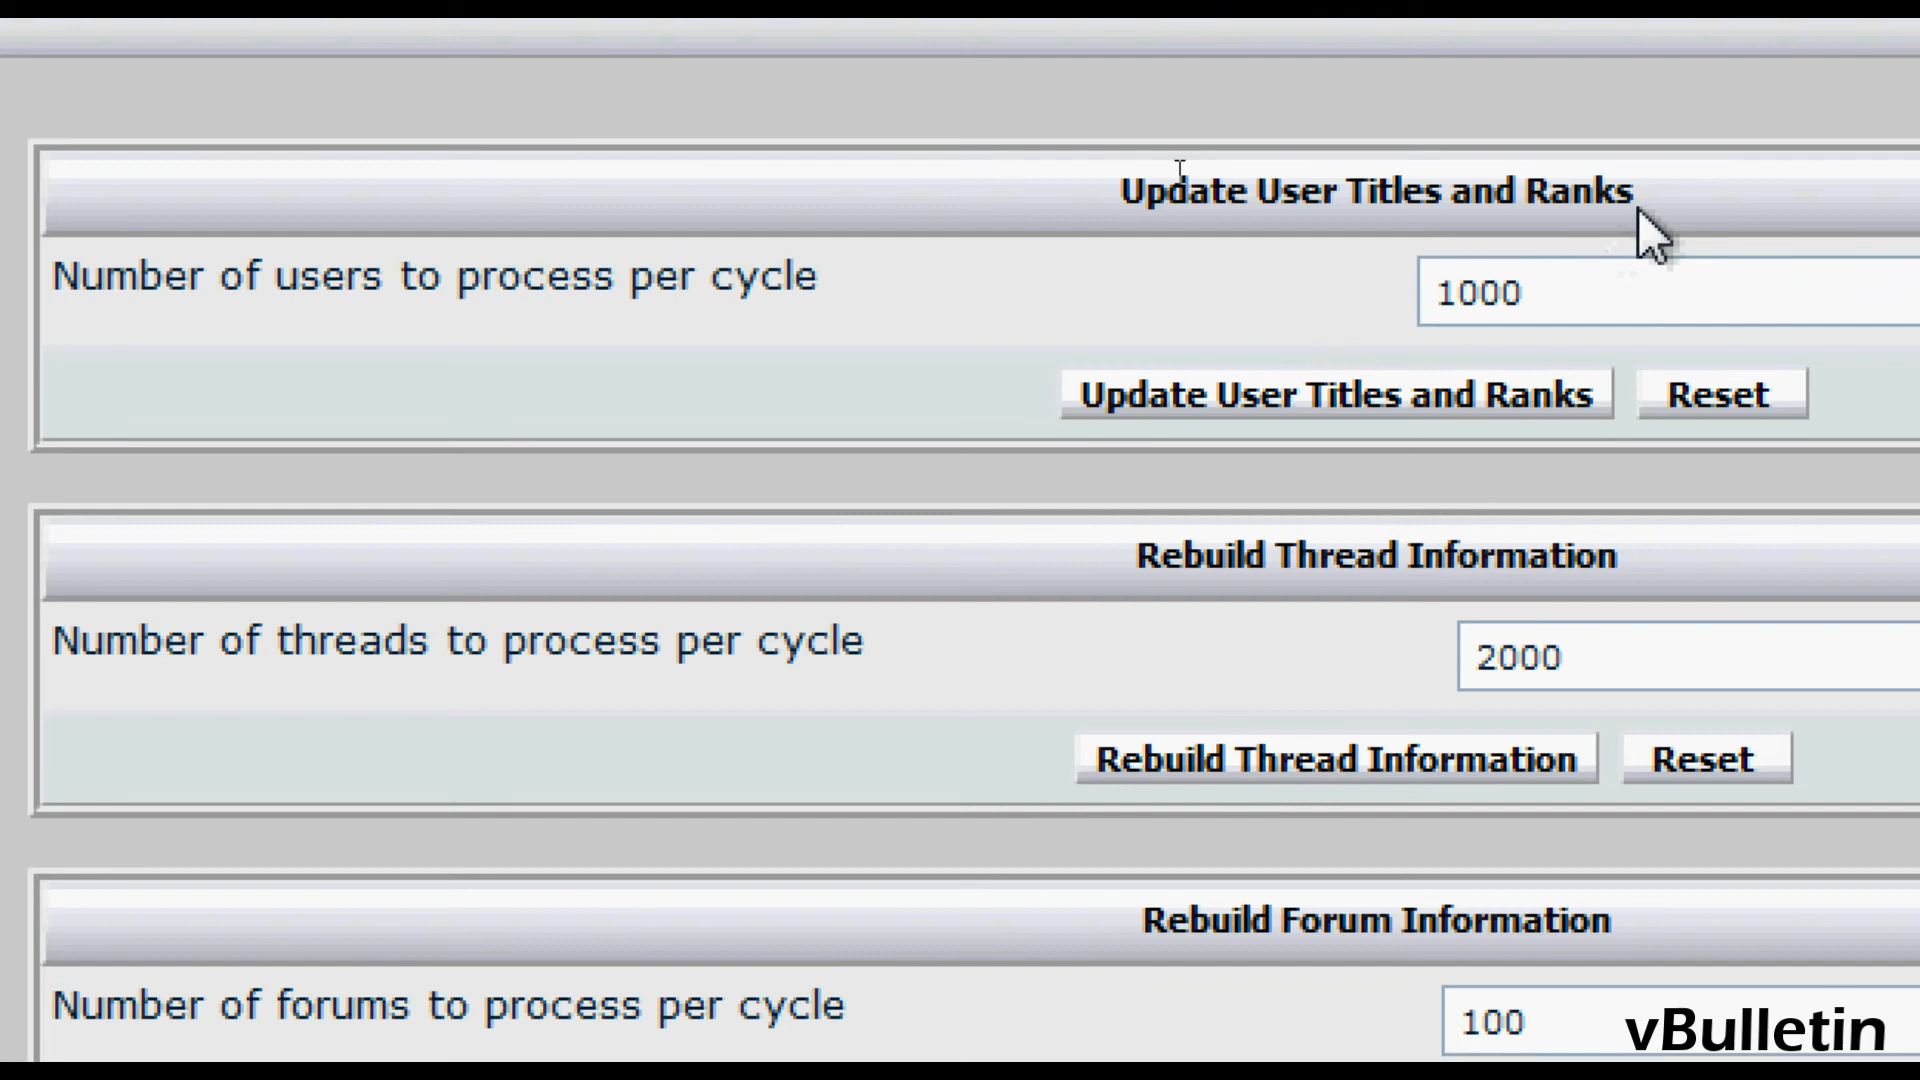 Update User Titles and Ranks
Number of users to process per cycle
1000
Update User Titles and Ranks Reset
Rebuild Thread Information
Number of threads to process per cycle
2000
Rebuild Thread Information Reset
Rebuild Forum Information
Number of forums to process per cycle
100
vBulletin